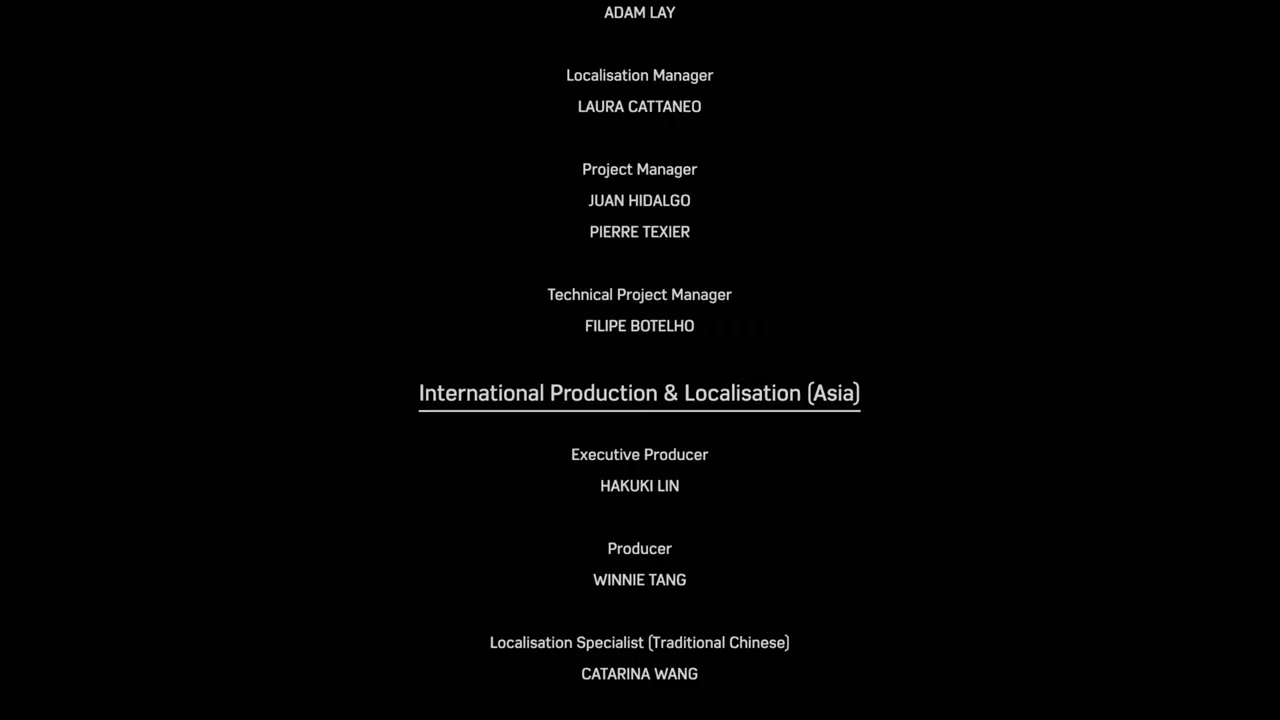 ADAM LAY
Localisation Manager
LAURA CATTANEO
Project Manager
JUAN HIDALGO
PIERRE TEXIER
Technical Project Manager
FILIPE BOTELHO
International Production & Localisation (Asia)
Executive Producer
HAKUKI LIN
Producer
WINNIE TANG
Localisation Specialist (Traditional Chinese)
CATARINA WANG